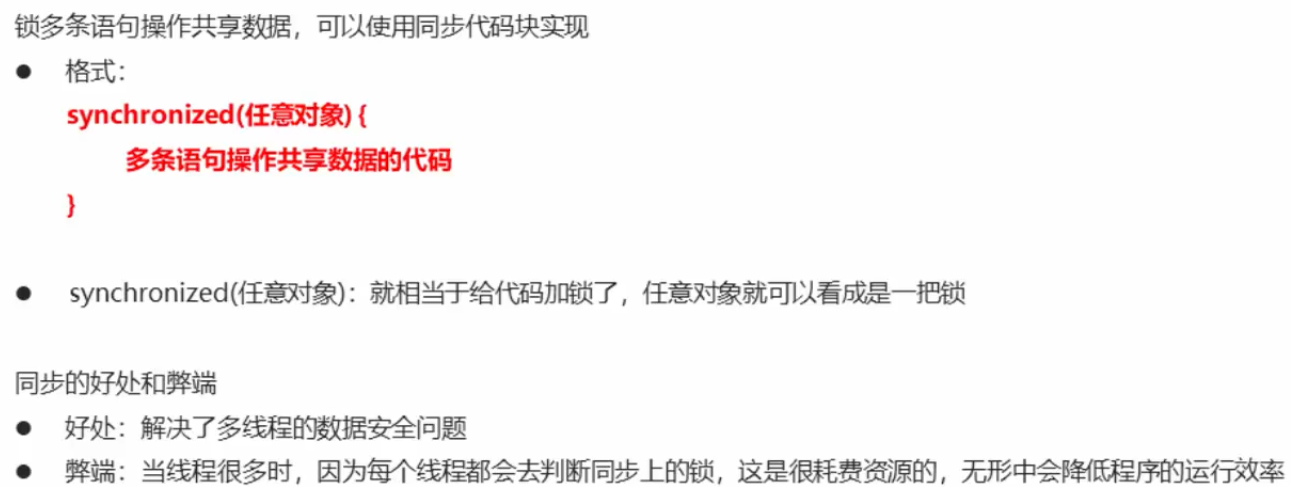 锁多条语句操作共享数据，可以使用同步代码块实现
● 格式：
synchronized(任意对象) {
多条语句操作共享数据的代码
}
● synchronized(任意对象)：就相当于给代码加锁了，任意对象就可以看成是一把锁
同步的好处和弊端
● 好处：解决了多线程的数据安全问题
● 弊端：当线程很多时，因为每个线程都会去判断同步上的锁，这是很耗费资源的，无形中会降低程序的运行效率